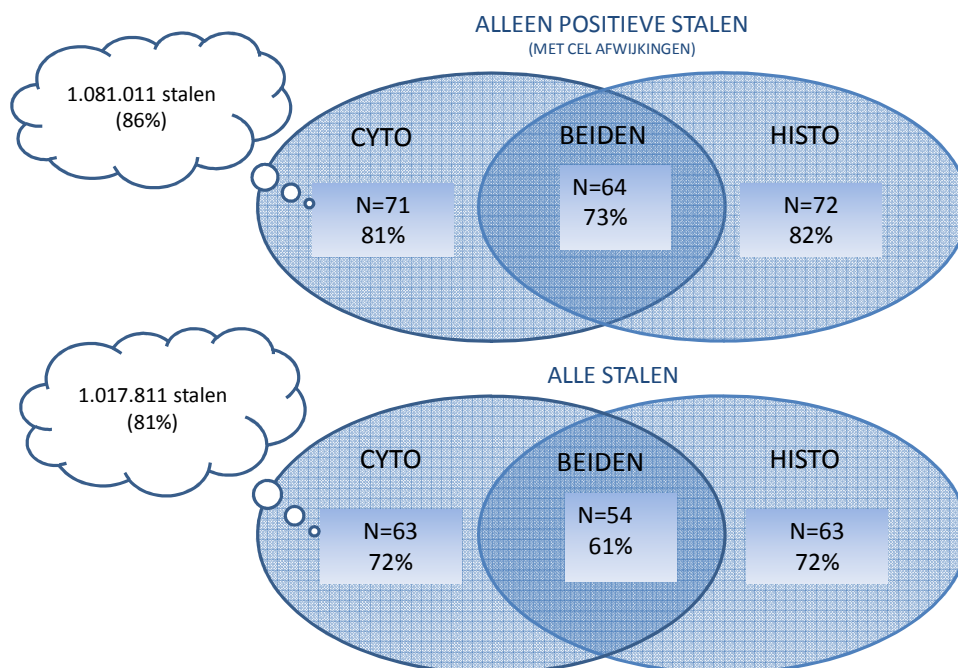 ALLEEN POSITIEVE STALEN
(MET CEL AFWIJKINGEN)
1.081.011 stalen
(86%)
CYTO
BEIDEN
HISTO
N=71
81%
N=64
73%
N=72
82%
ALLE STALEN
1.017.811 stalen
(81%)
CYTO
BEIDEN
HISTO
N=63
72%
N=54
61%
N=63
72%